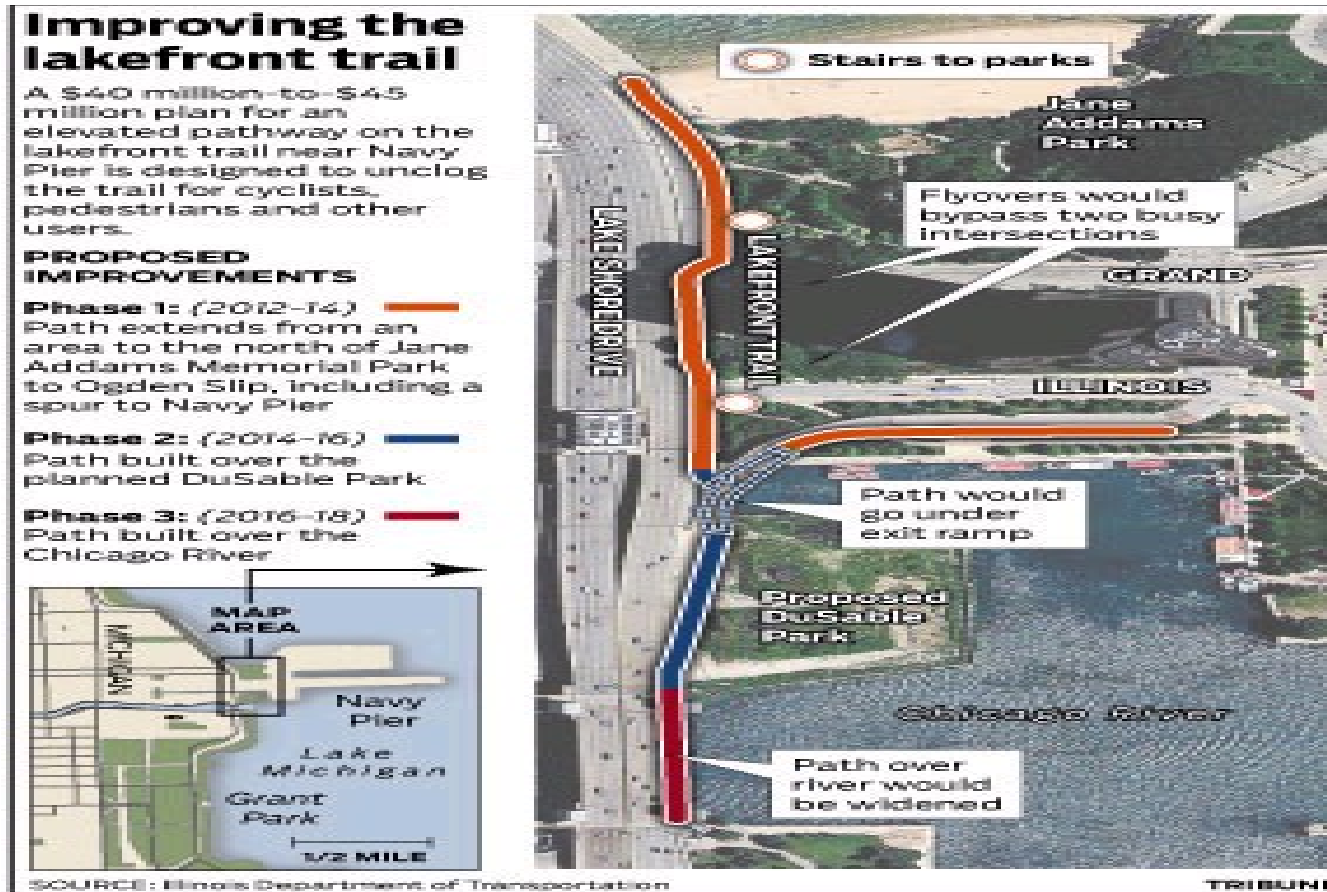 Improving the
lakefront trail
A $40 million-to-$45
million plan for an
elevated pathway on the
lakefront trail near Navy
Pier is designed to unclog
the trail for cyclists,
pedestrians and other
users.
PROPOSED
IMPROVEMENTS
Phase 1: (2012-14)
Path extends from an
area to the north of Jane
Addams Memorial Park
to Ogden Slip, including a
spur to Navy Pier
Phase 2: (2014-16)
Path built over the
planned DuSable Park
Phase 3: (2016-18)
Path built over the
Chicago River
MAP
AREA
MICHIGAN
Navy
Pier
Lake
Michigan
Grant
Park
1/2 MILE
Stairs to parks
Jane
Addams
Park
Flyovers would
bypass two busy
intersections
LAKE SHORE DRIVE
LAKEFRONT TRAIL
GRAND
ILLINOIS
Path would
go under
exit ramp
Proposed
DuSable
Park
Chicago River
Path over
river would
be widened
SOURCE: Illinois Department of Transportation
TRIBUNE